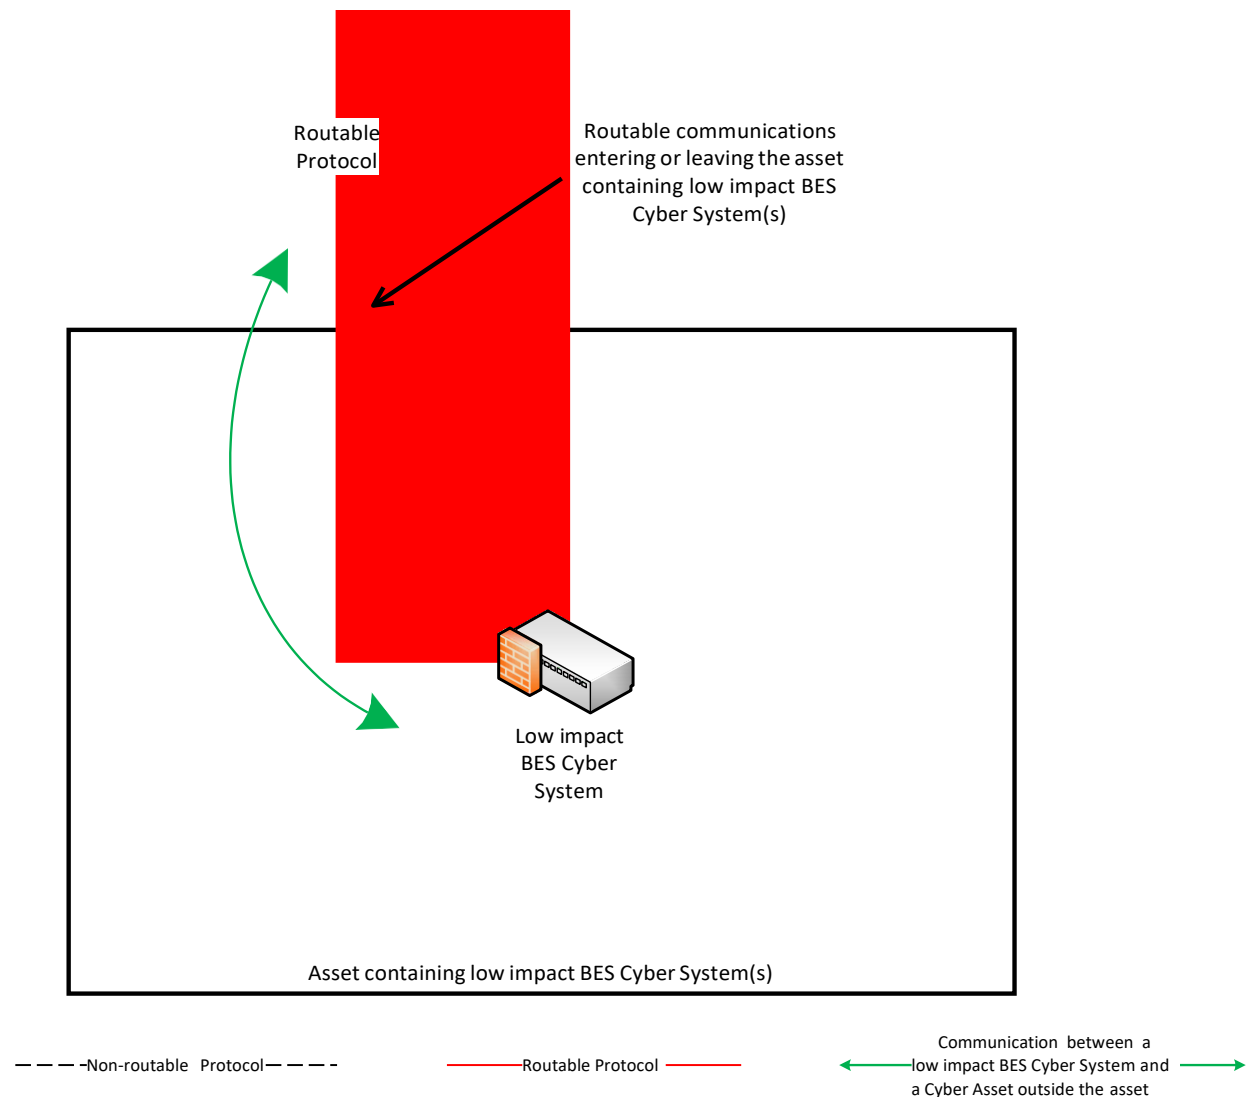 Routable
Protocol
Routable communications
entering or leaving the asset
containing low impact BES
Cyber System(s)
Low impact
BES Cyber
System
Asset containing low impact BES Cyber System(s)
Non-routable Protocol
Routable Protocol
Communication between a
low impact BES Cyber System and
a Cyber Asset outside the asset